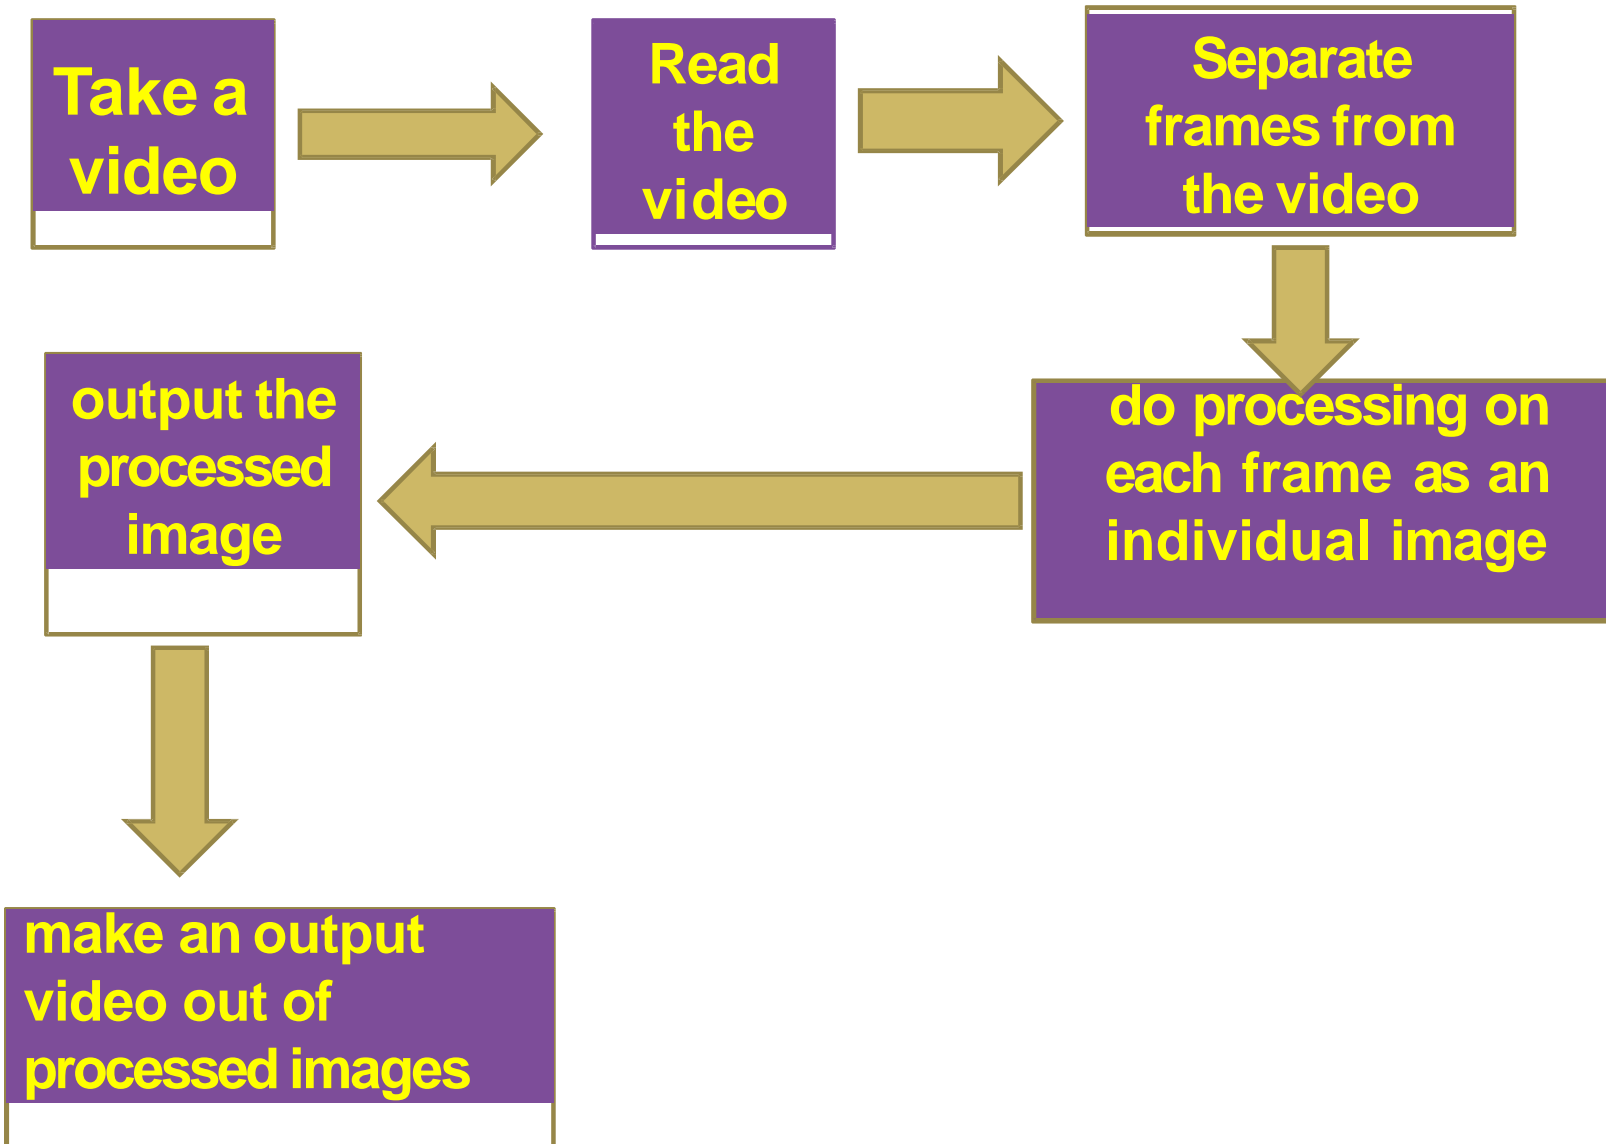 Take a
video
Read
the
video
Separate
frames from
the video
do processing on
each frame as an
individual image
output the
processed
image
make an output
video out of
processed images